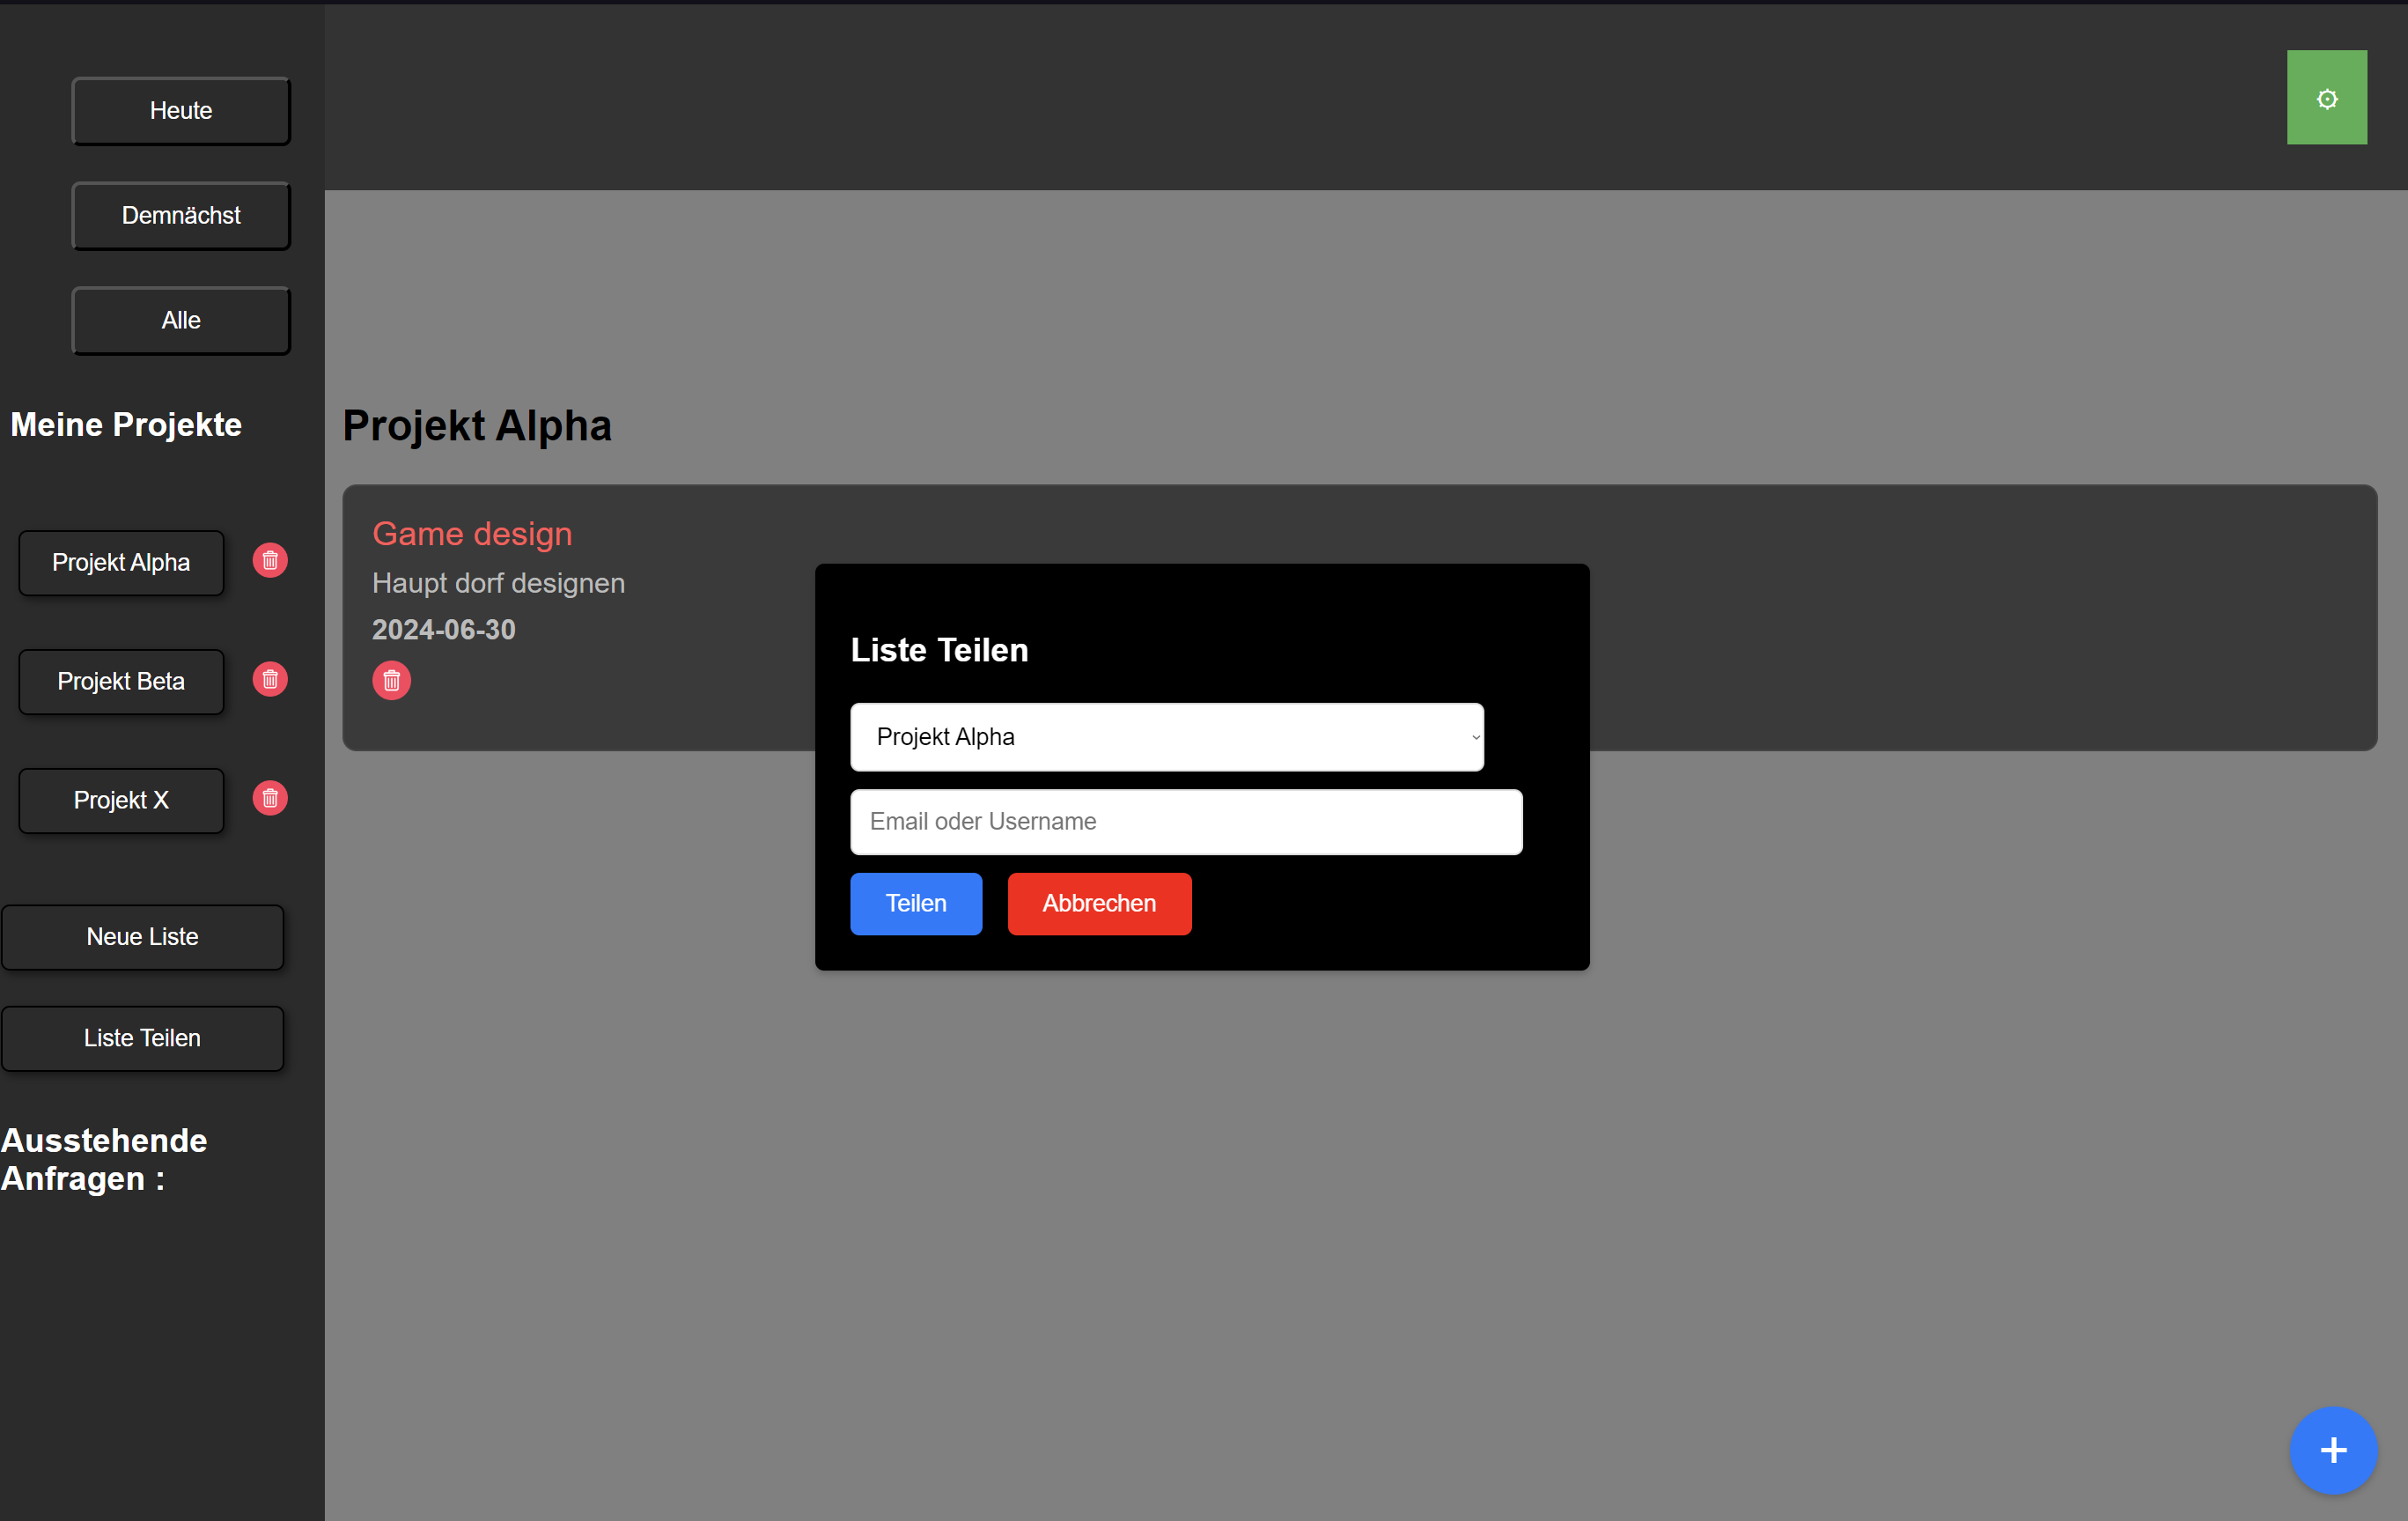 Heute
Demnächst
Alle
Meine Projekte
Projekt Alpha
Projekt Beta
Projekt X
Neue Liste
Liste Teilen
Ausstehende
Anfragen :
Projekt Alpha
Game design
Haupt dorf designen
2024-06-30
Liste Teilen
Projekt Alpha
Email oder Username
Teilen
Abbrechen
+